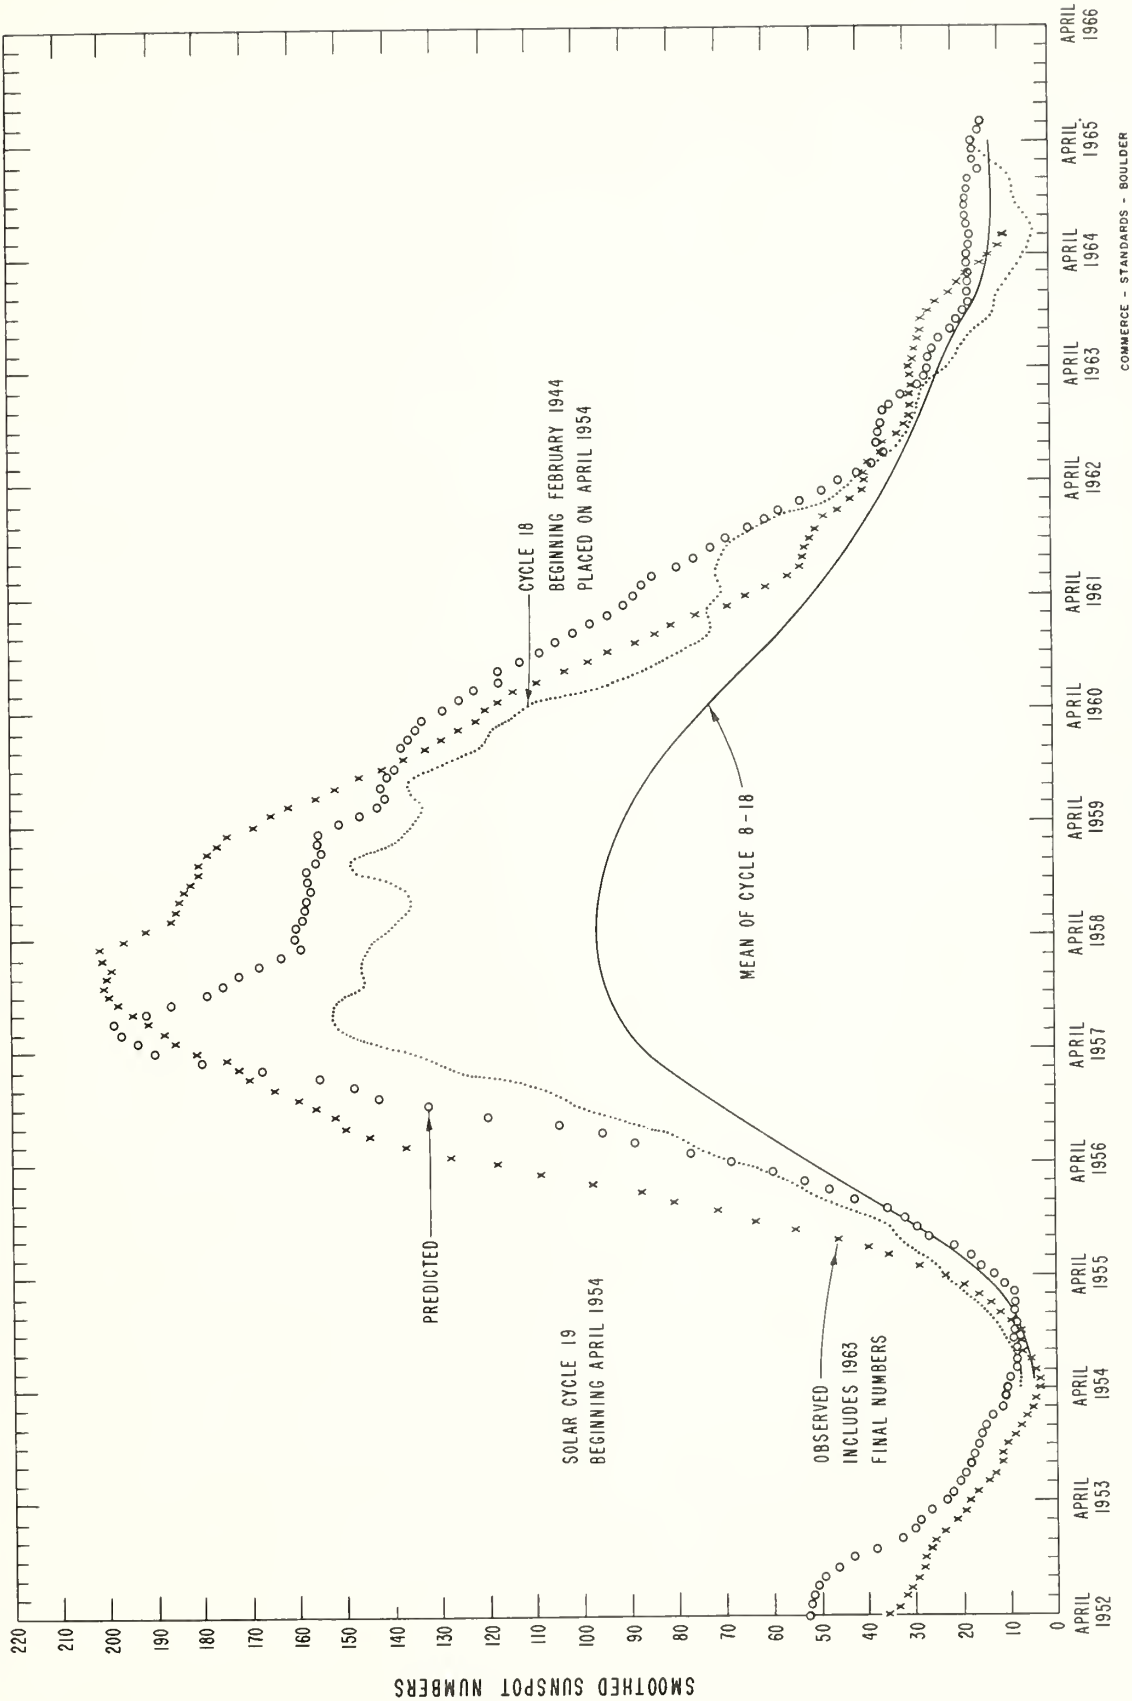 SMOOTHED SUNSPOT NUMBERS
220
210
200
190
180
170
160
150
140
130
120
110
100
90
80
70
60
50
40
30
20
10
0
PREDICTED
SOLAR CYCLE 19
BEGINNING APRIL 1954
OBSERVED
INCLUDES 1963
FINAL NUMBERS
CYCLE 18
BEGINNING FEBRUARY 1944
PLACED ON APRIL 1954
MEAN OF CYCLE 8-18
APRIL
1952
APRIL
1953
APRIL
1954
APRIL
1955
APRIL
1956
APRIL
1957
APRIL
1958
APRIL
1959
APRIL
1960
APRIL
1961
APRIL
1962
APRIL
1963
APRIL
1964
APRIL
1965
APRIL
1966
COMMERCE - STANDARDS - BOULDER